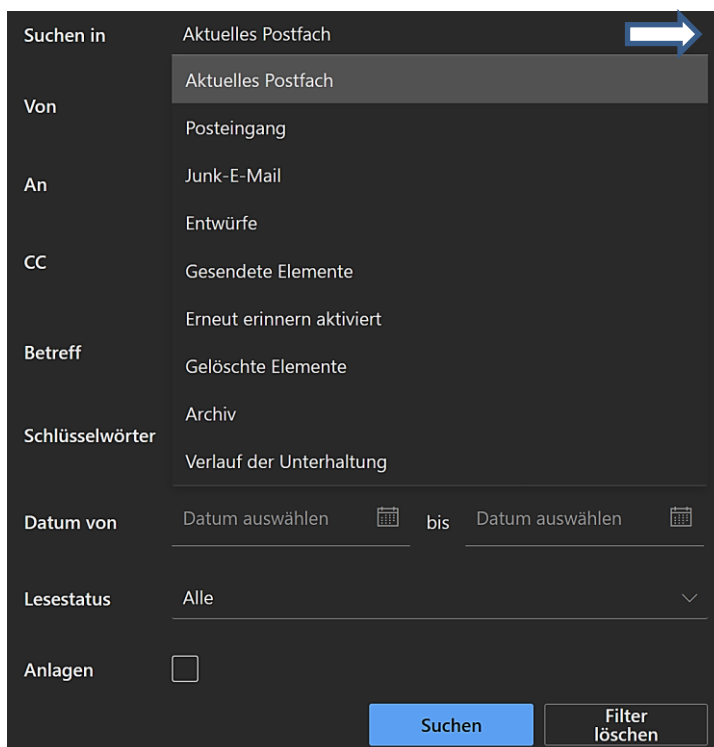 Suchen in Aktuelles Postfach
Aktuelles Postfach
Von
Posteingang
Junk-E-Mail
An
Entwürfe
CC
Gesendete Elemente
Erneut erinnern aktiviert
Betreff
Gelöschte Elemente
Archiv
Schlüsselwörter
Verlauf der Unterhaltung
Datum von Datum auswählen bis Datum auswählen
Lesestatus Alle
Anlagen
Suchen
Filter
löschen